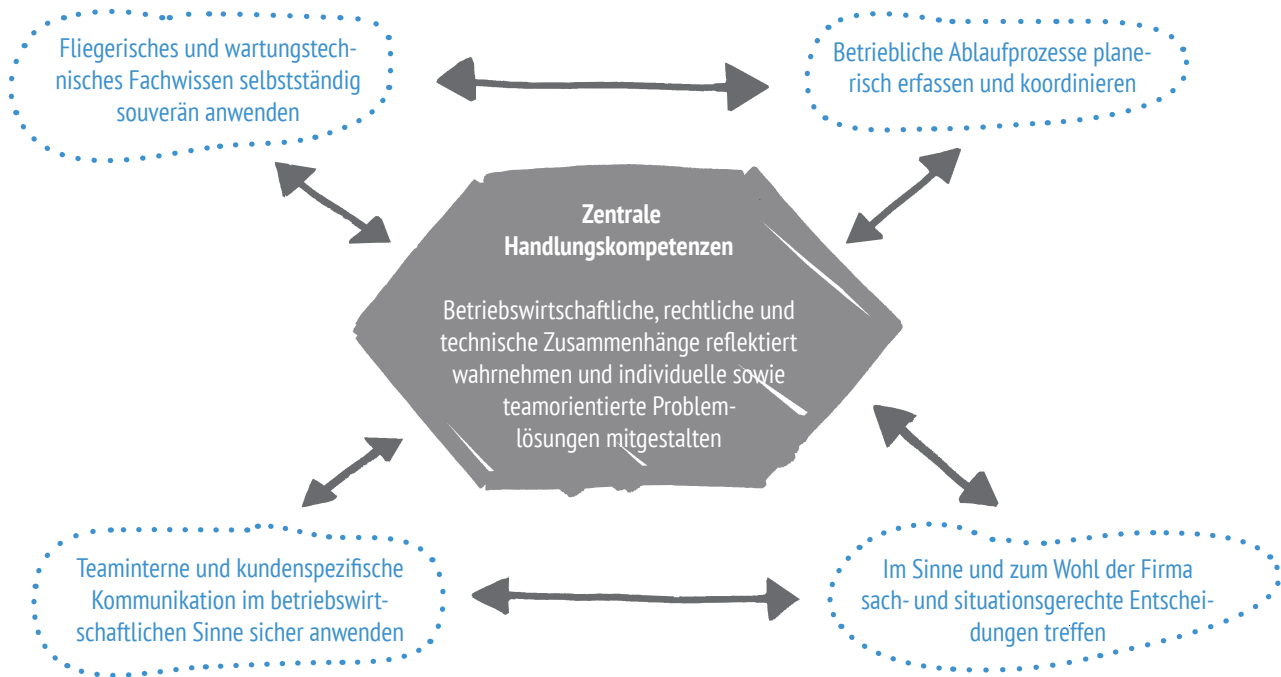 Fliegerisches und wartungstech-
nisches Fachwissen selbstständig
souverän anwenden
Betriebliche Ablaufprozesse plane-
risch erfassen und koordinieren
Zentrale
Handlungskompetenzen
Betriebswirtschaftliche, rechtliche und
technische Zusammenhänge reflektiert
wahrnehmen und individuelle sowie
teamorientierte Problem-
lösungen mitgestalten
Teaminterne und kundenspezifische
Kommunikation im betriebswirt-
schaftlichen Sinne sicher anwenden
Im Sinne und zum Wohl der Firma
sach- und situationsgerechte Entschei-
dungen treffen